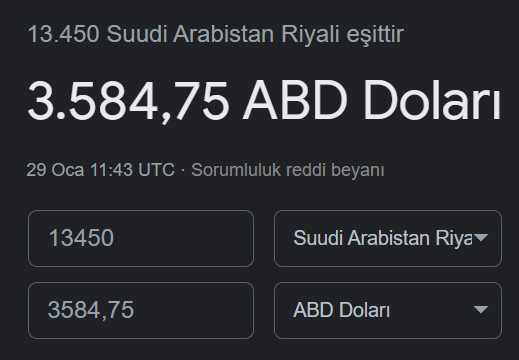 13.450 Suudi Arabistan Riyali eşittir
3.584,75 ABD Doları
29 Oca 11:43 UTC · Sorumluluk reddi beyanı
13450
Suudi Arabistan Riya
3584,75
ABD Doları